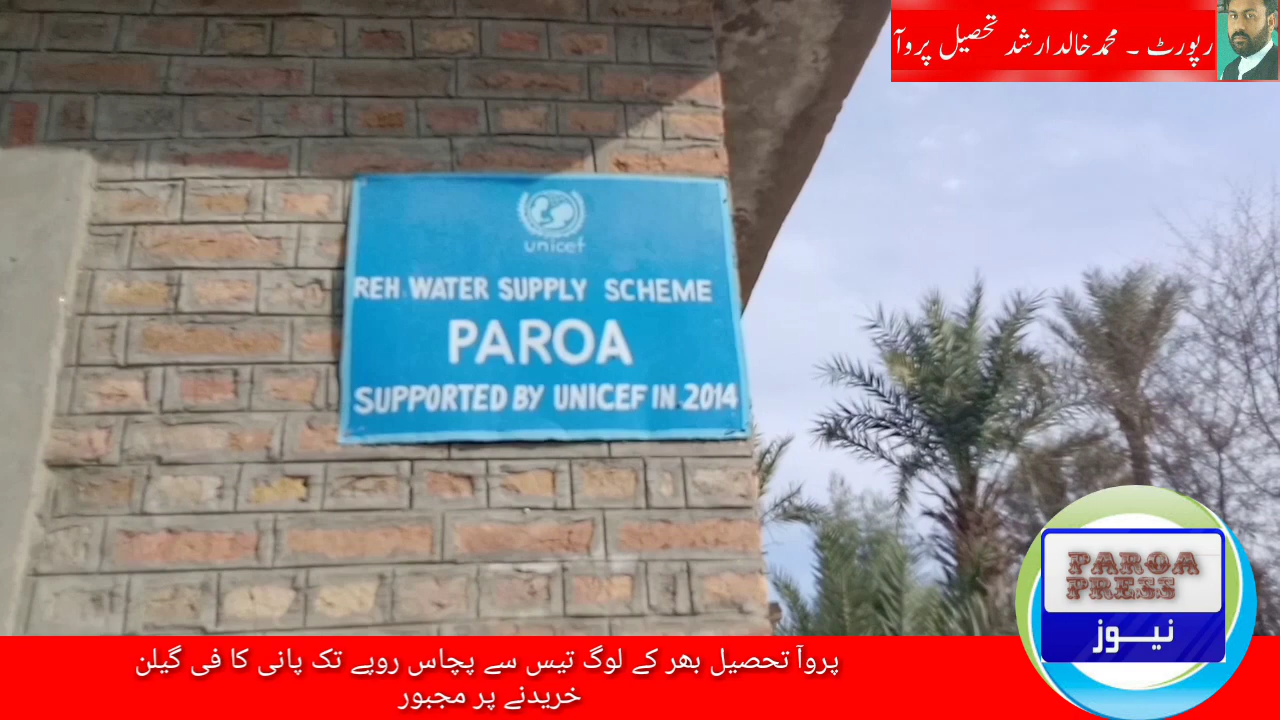 رپورٹ ۔ محمد خالد ارشد تحصیل پروآ
unicef
REH WATER SUPPLY SCHEME
PAROA
SUPPORTED BY UNICEF IN 2014
PAROA
PRESS
نیوز
پروآ تحصیل بھر کے لوگ تیس سے پچاس روپے تک پانی کا فی گیلن
خریدنے پر مجبور